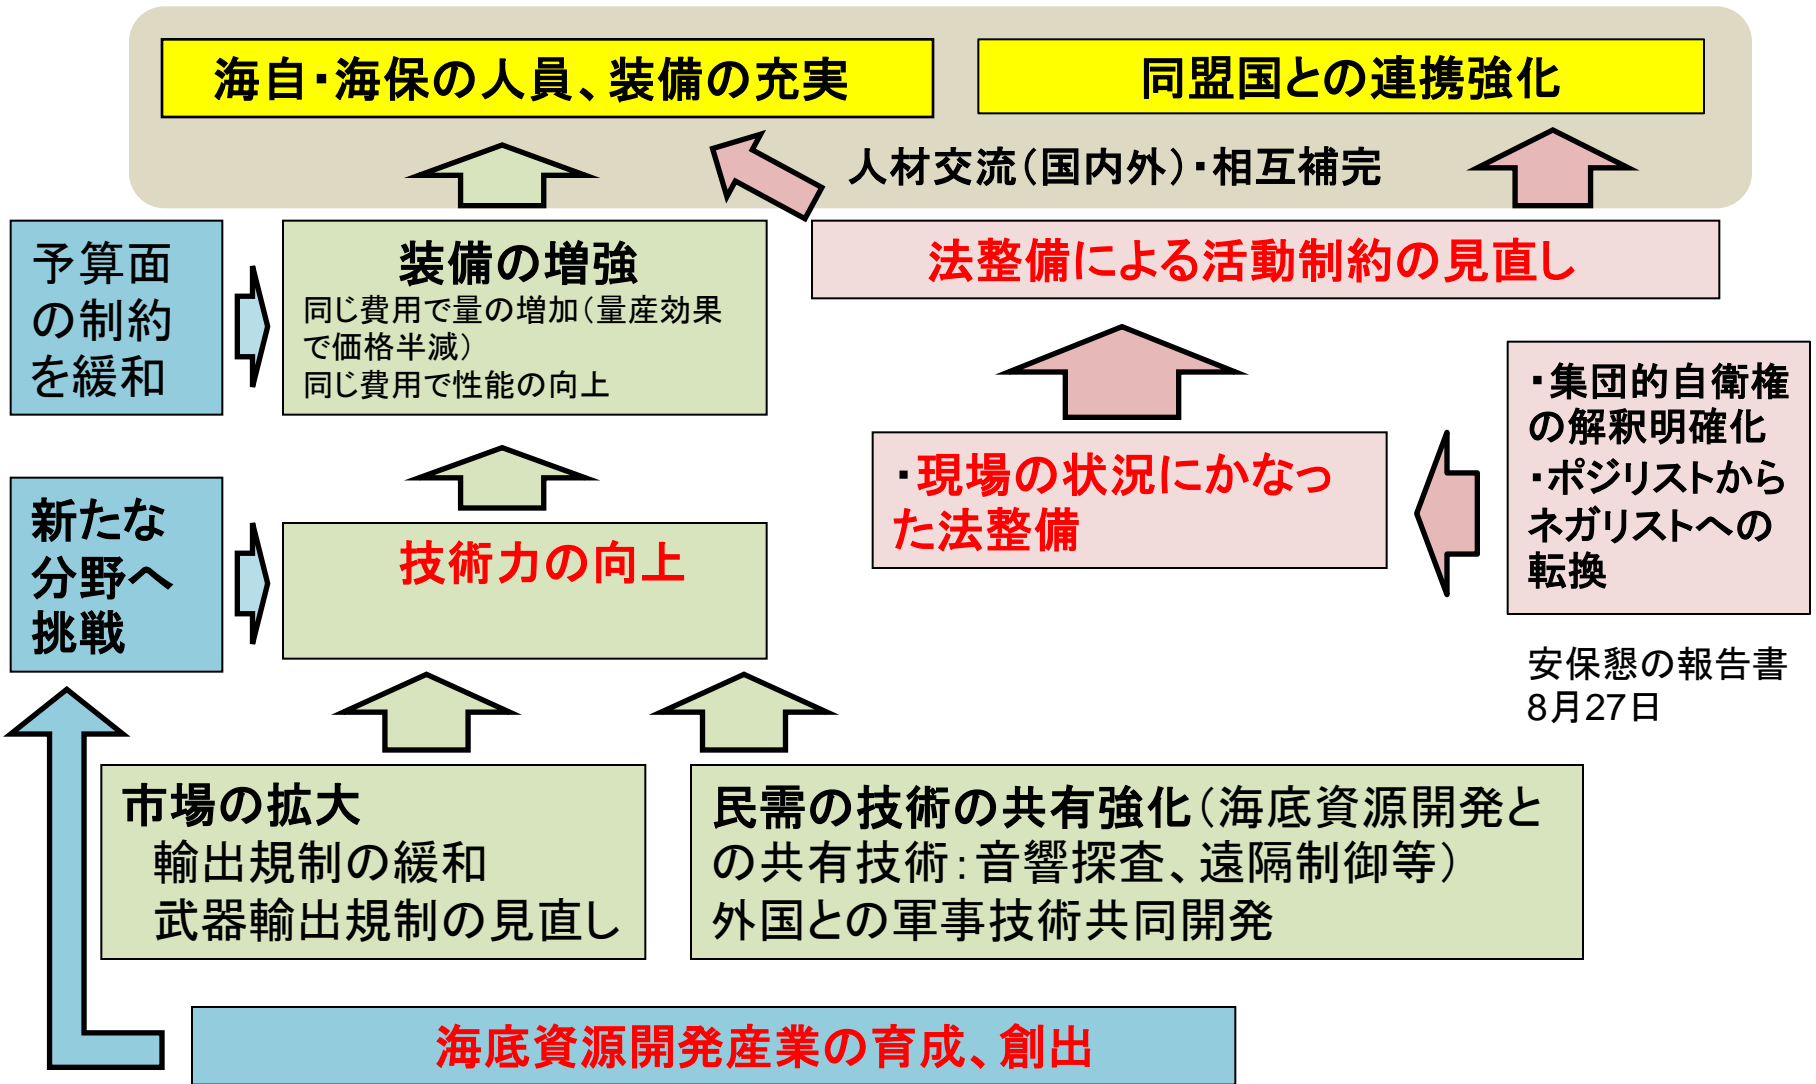 海自・海保の人員、装備の充実
同盟国との連携強化
人材交流（国内外）・相互補完
予算面
の制約
を緩和
装備の増強
同じ費用で量の増加（量産効果
で価格半減）
同じ費用で性能の向上
法整備による活動制約の見直し
・集団的自衛権
の解釈明確化
・ポジリストから
ネガリストへの
転換
・現場の状況にかなっ
た法整備
新たな
分野へ
挑戦
技術力の向上
安保懇の報告書
8月27日
市場の拡大
輸出規制の緩和
武器輸出規制の見直し
民需の技術の共有強化（海底資源開発と
の共有技術：音響探査、遠隔制御等）
外国との軍事技術共同開発
海底資源開発産業の育成、創出